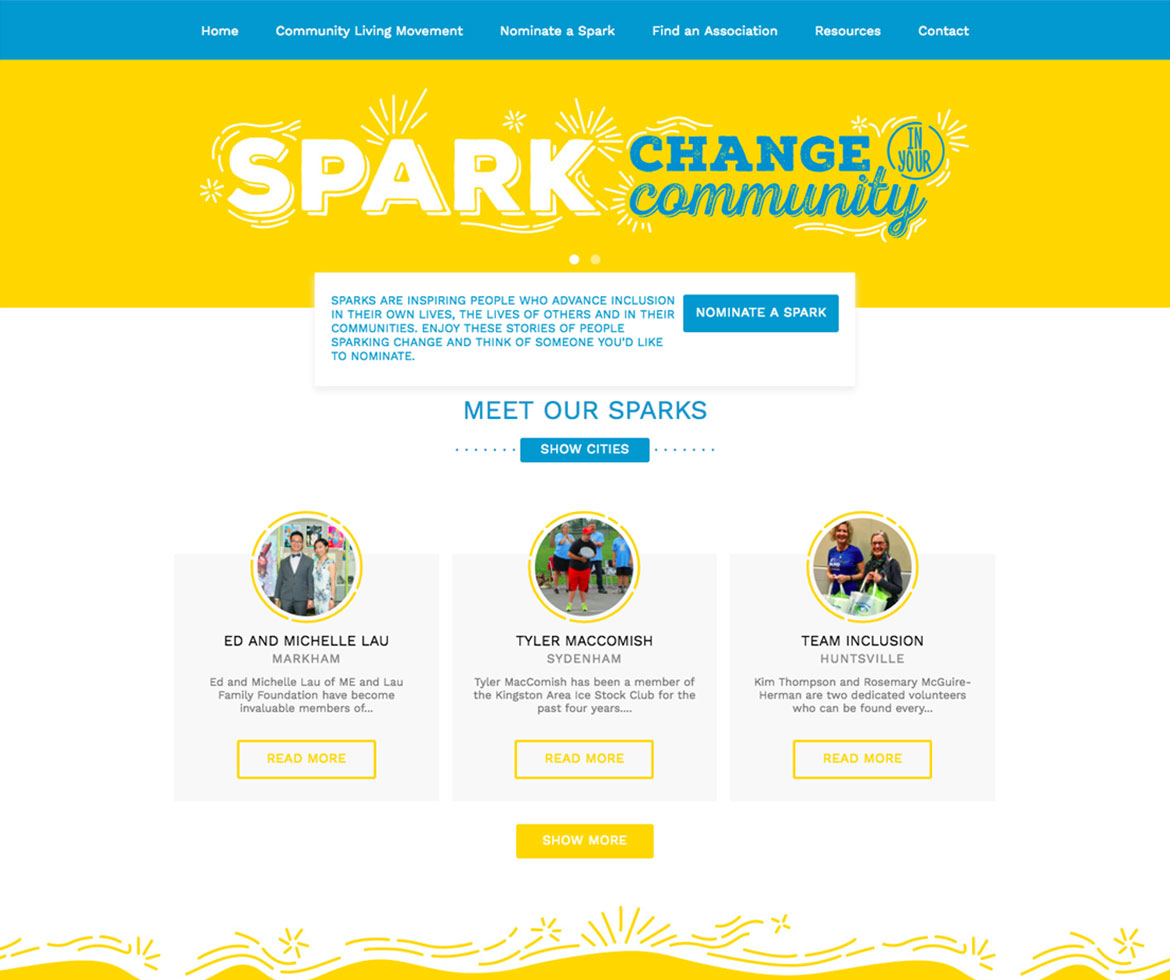 Home Community Living Movement Nominate a Spark Find an Association Resources Contact
SPARK CHANGE IN YOUR community
SPARKS ARE INSPIRING PEOPLE WHO ADVANCE INCLUSION
IN THEIR OWN LIVES, THE LIVES OF OTHERS AND IN THEIR
COMMUNITIES. ENJOY THESE STORIES OF PEOPLE
SPARKING CHANGE AND THINK OF SOMEONE YOU'D LIKE
TO NOMINATE.
NOMINATE A SPARK
MEET OUR SPARKS
SHOW CITIES
ED AND MICHELLE LAU
MARKHAM
Ed and Michelle Lau of ME and Lau
Family Foundation have become
invaluable members of...
READ MORE
TYLER MACCOMISH
SYDENHAM
Tyler MacComish has been a member of
the Kingston Area Ice Stock Club for the
past four years....
READ MORE
TEAM INCLUSION
HUNTSVILLE
Kim Thompson and Rosemary McGuire-
Herman are two dedicated volunteers
who can be found every...
READ MORE
SHOW MORE